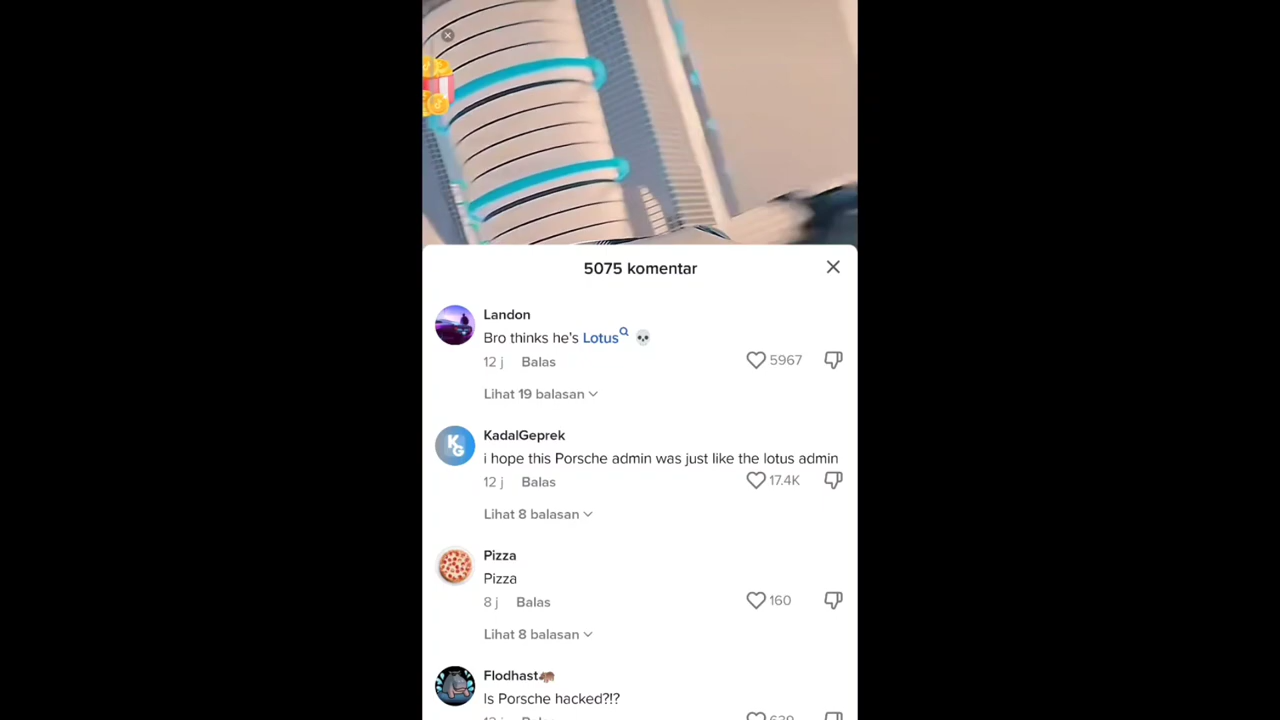 5075 komentar
Landon
Bro thinks he's Lotus 💀
12 j Balas 5967
Lihat 19 balasan
KG
KadalGeprek
i hope this Porsche admin was just like the lotus admin
12 j Balas 17.4K
Lihat 8 balasan
Pizza
Pizza
8 j Balas 160
Lihat 8 balasan
Flodhast🦛
Is Porsche hacked?!?